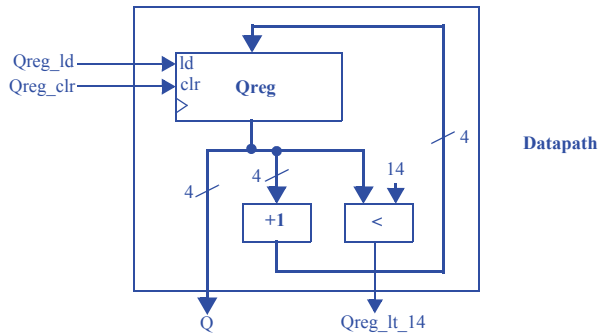 Qreg_ld
ld
Qreg_clr
clr
Qreg
4
Datapath
4
4
14
+1
<
Q
Qreg_lt_14